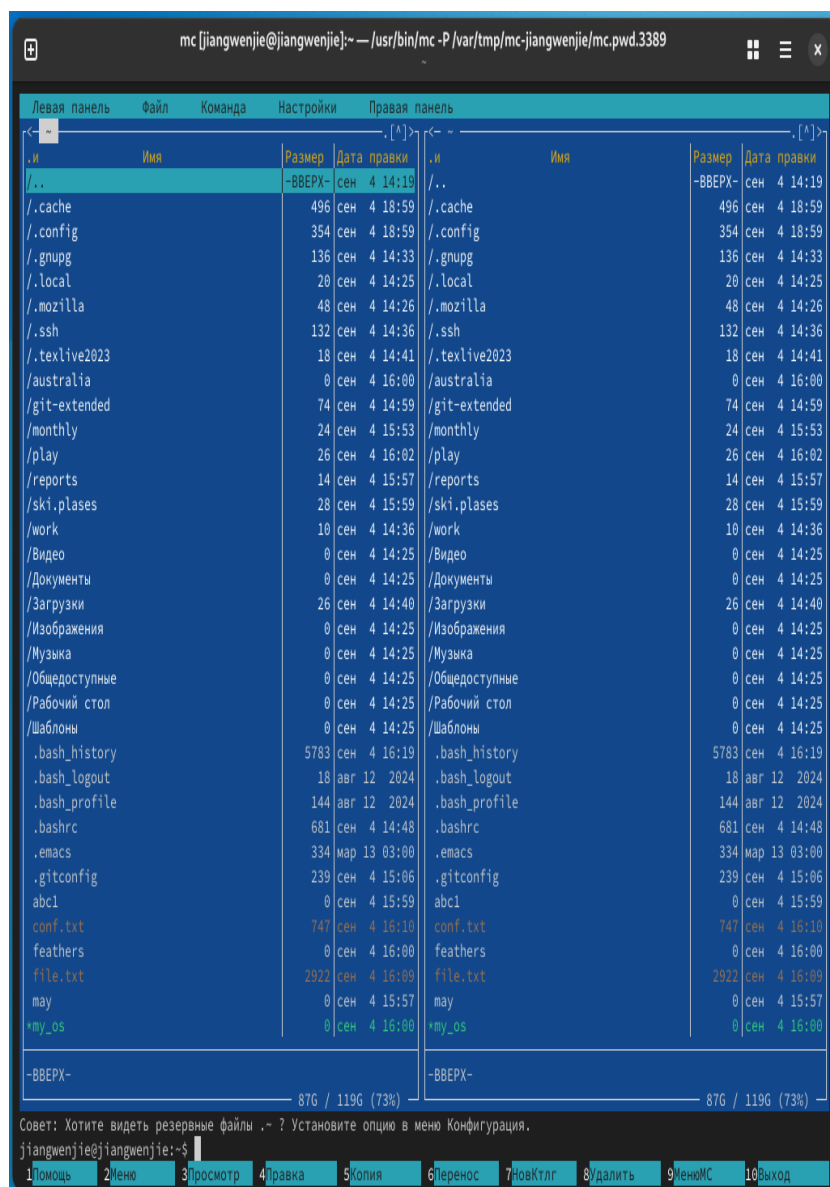 mc [jiangwenjie@jiangwenjie]:~ — /usr/bin/mc -P /var/tmp/mc-jiangwenjie/mc.pwd.3389
~
Левая панель Файл Команда Настройки Правая панель
<— ~ .[^]> <— ~ .[^]>
.и Имя Размер Дата правки .и Имя Размер Дата правки
/.. -ВВЕРХ- сен 4 14:19 /.. -ВВЕРХ- сен 4 14:19
/.cache 496 сен 4 18:59 /.cache 496 сен 4 18:59
/.config 354 сен 4 18:59 /.config 354 сен 4 18:59
/.gnupg 136 сен 4 14:33 /.gnupg 136 сен 4 14:33
/.local 20 сен 4 14:25 /.local 20 сен 4 14:25
/.mozilla 48 сен 4 14:26 /.mozilla 48 сен 4 14:26
/.ssh 132 сен 4 14:36 /.ssh 132 сен 4 14:36
/.texlive2023 18 сен 4 14:41 /.texlive2023 18 сен 4 14:41
/australia 0 сен 4 16:00 /australia 0 сен 4 16:00
/git-extended 74 сен 4 14:59 /git-extended 74 сен 4 14:59
/monthly 24 сен 4 15:53 /monthly 24 сен 4 15:53
/play 26 сен 4 16:02 /play 26 сен 4 16:02
/reports 14 сен 4 15:57 /reports 14 сен 4 15:57
/ski.plases 28 сен 4 15:59 /ski.plases 28 сен 4 15:59
/work 10 сен 4 14:36 /work 10 сен 4 14:36
/Видео 0 сен 4 14:25 /Видео 0 сен 4 14:25
/Документы 0 сен 4 14:25 /Документы 0 сен 4 14:25
/Загрузки 26 сен 4 14:40 /Загрузки 26 сен 4 14:40
/Изображения 0 сен 4 14:25 /Изображения 0 сен 4 14:25
/Музыка 0 сен 4 14:25 /Музыка 0 сен 4 14:25
/Общедоступные 0 сен 4 14:25 /Общедоступные 0 сен 4 14:25
/Рабочий стол 0 сен 4 14:25 /Рабочий стол 0 сен 4 14:25
/Шаблоны 0 сен 4 14:25 /Шаблоны 0 сен 4 14:25
.bash_history 5783 сен 4 16:19 .bash_history 5783 сен 4 16:19
.bash_logout 18 авг 12 2024 .bash_logout 18 авг 12 2024
.bash_profile 144 авг 12 2024 .bash_profile 144 авг 12 2024
.bashrc 681 сен 4 14:48 .bashrc 681 сен 4 14:48
.emacs 334 мар 13 03:00 .emacs 334 мар 13 03:00
.gitconfig 239 сен 4 15:06 .gitconfig 239 сен 4 15:06
abc1 0 сен 4 15:59 abc1 0 сен 4 15:59
conf.txt 747 сен 4 16:10 conf.txt 747 сен 4 16:10
feathers 0 сен 4 16:00 feathers 0 сен 4 16:00
file.txt 2922 сен 4 16:09 file.txt 2922 сен 4 16:09
may 0 сен 4 15:57 may 0 сен 4 15:57
*my_os 0 сен 4 16:00 *my_os 0 сен 4 16:00
-ВВЕРХ- -ВВЕРХ-
87G / 119G (73%) 87G / 119G (73%)
Совет: Хотите видеть резервные файлы .~ ? Установите опцию в меню Конфигурация.
jiangwenjie@jiangwenjie:~$
1Помощь 2Меню 3Просмотр 4Правка 5Копия 6Перенос 7НовКтлг 8Удалить 9МенюМС 10Выход